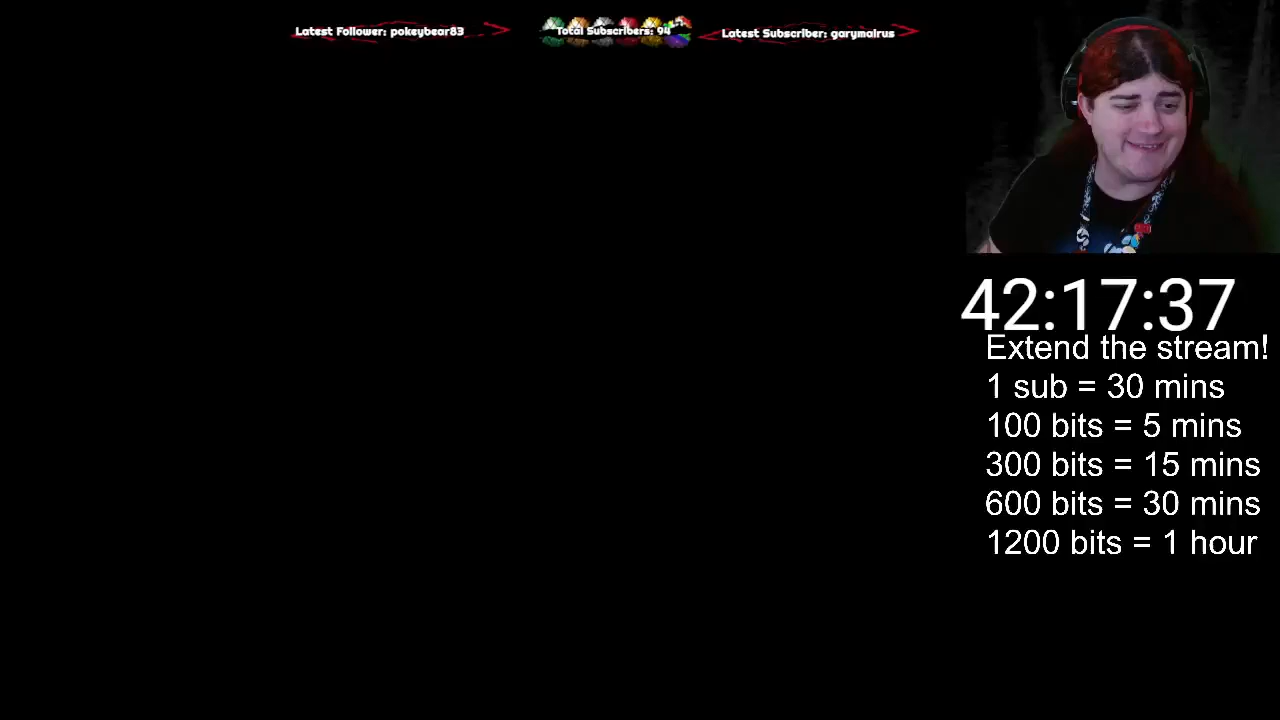 Latest Follower: pokeybear83
Total Subscribers: 94
Latest Subscriber: garymairus
42:17:37
Extend the stream!
1 sub = 30 mins
100 bits = 5 mins
300 bits = 15 mins
600 bits = 30 mins
1200 bits = 1 hour